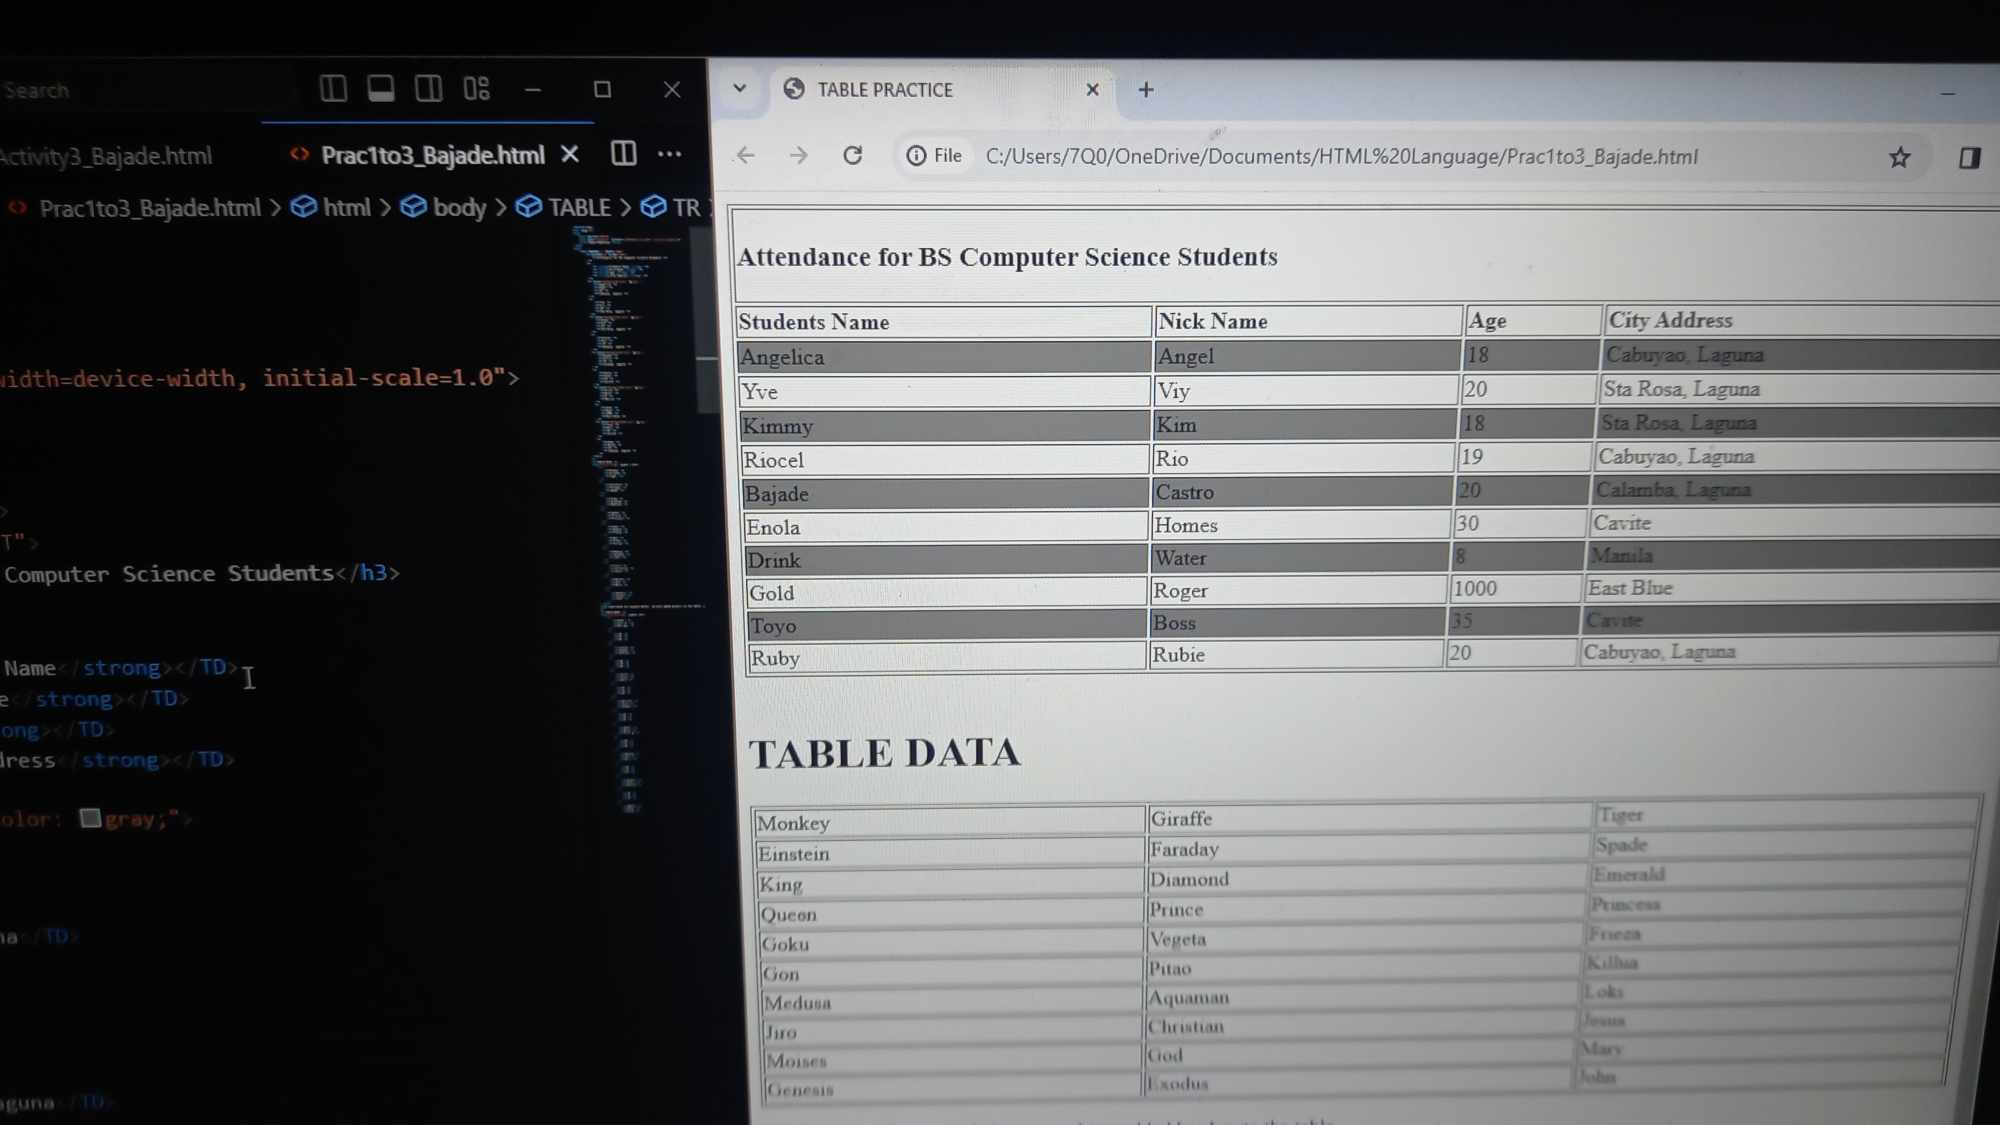 Search
Activity3_Bajade.html
Prac1to3_Bajade.html
Prac1to3_Bajade.html > html > body > TABLE > TR
width=device-width, initial-scale=1.0">
>
T">
Computer Science Students</h3>
Name</strong></TD>
e</strong></TD>
ong></TD>
dress</strong></TD>
olor: gray;">
na</TD>
aguna</TD>
TABLE PRACTICE
File C:/Users/7Q0/OneDrive/Documents/HTML%20Language/Prac1to3_Bajade.html
Attendance for BS Computer Science Students
Students Name Nick Name Age City Address
Angelica Angel 18 Cabuyao, Laguna
Yve Viy 20 Sta Rosa, Laguna
Kimmy Kim 18 Sta Rosa, Laguna
Riocel Rio 19 Cabuyao, Laguna
Bajade Castro 20 Calamba, Laguna
Enola Homes 30 Cavite
Drink Water 8 Manila
Gold Roger 1000 East Blue
Toyo Boss 35 Cavite
Ruby Rubie 20 Cabuyao, Laguna
TABLE DATA
Monkey Giraffe Tiger
Einstein Faraday Spade
King Diamond Emerald
Queen Prince Princess
Goku Vegeta Frieza
Gon Pitao Killua
Medusa Aquaman Loki
Jiro Christian Jesus
Moises God Mary
Genesis Exodus John